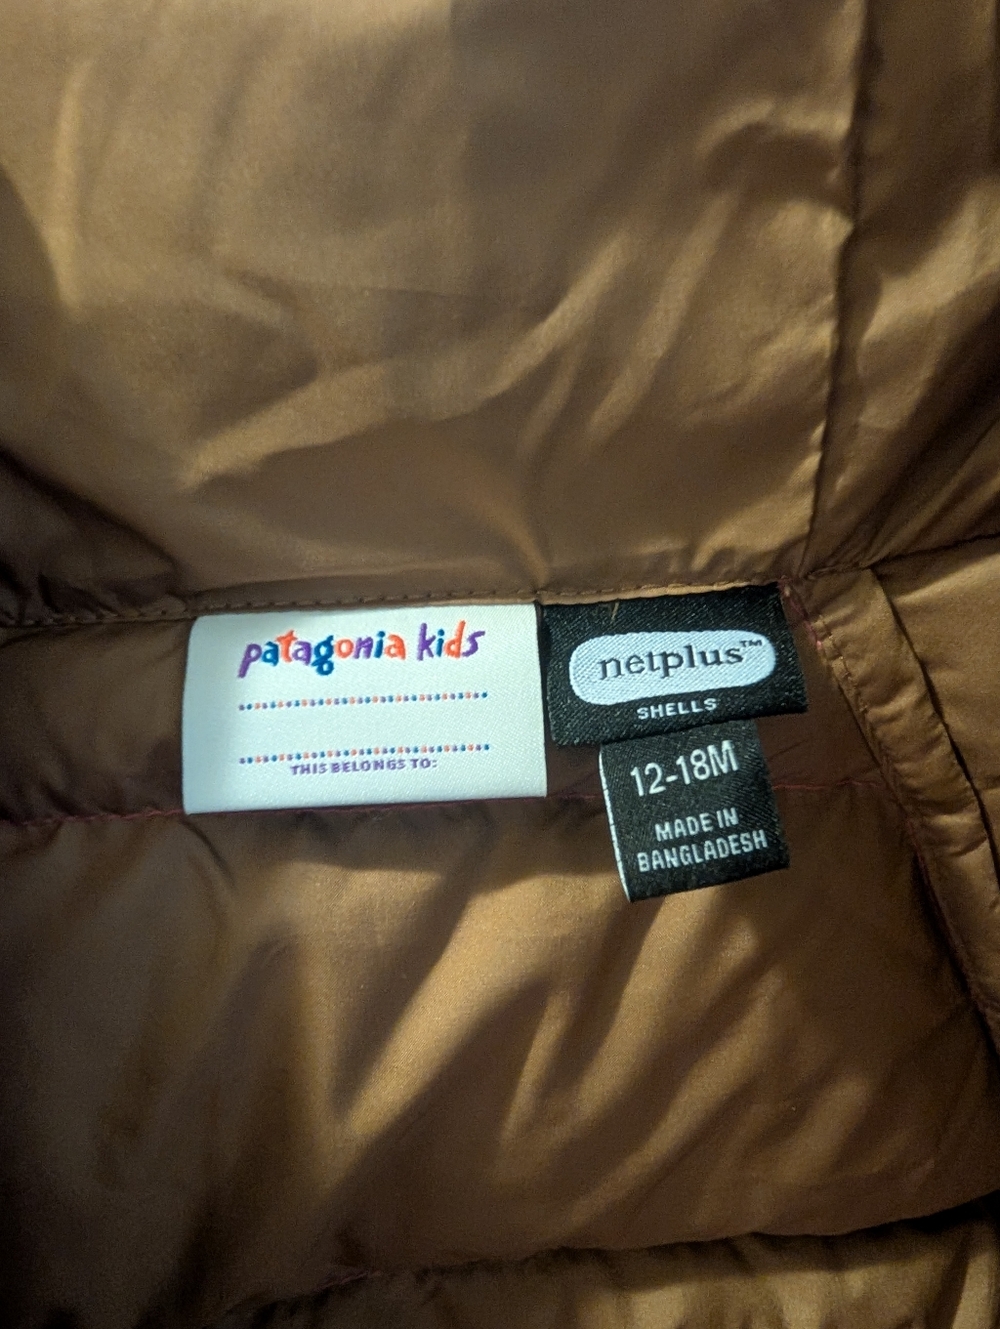 patagonia kids
THIS BELONGS TO:
netplus™
SHELLS
12-18M
MADE IN
BANGLADESH